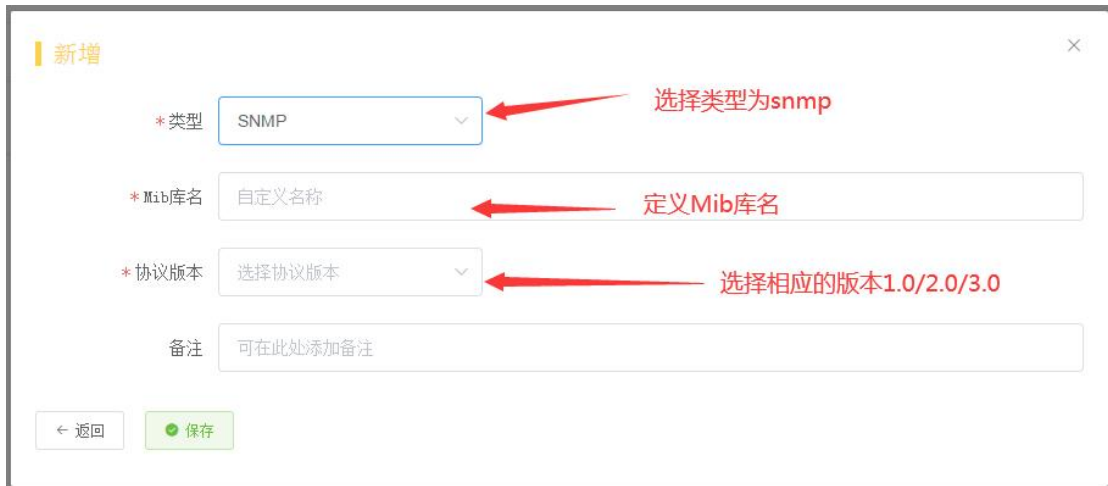 新增
*类型 SNMP 选择类型为snmp
*Mib库名 自定义名称 定义Mib库名
*协议版本 选择协议版本 选择相应的版本1.0/2.0/3.0
备注 可在此处添加备注
← 返回 保存